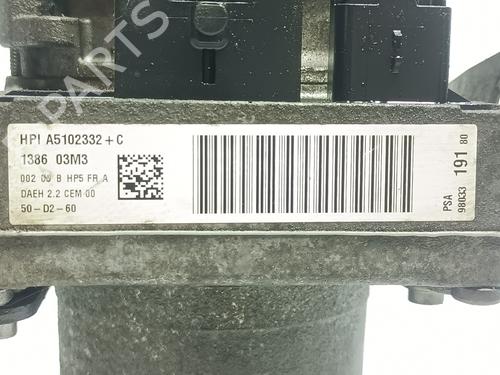 HPI A5102332+C
1386 03M3
002 00 B HP5 FR A
DAEH 2.2 CEM 00
50-D2-60
PSA
98033 191 80
PARTS